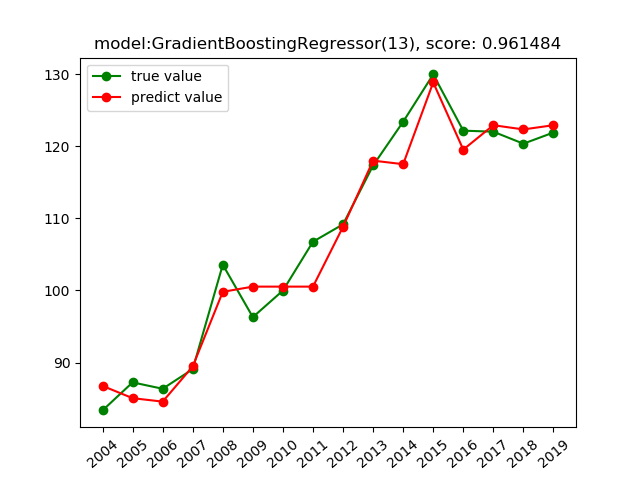 model:GradientBoostingRegressor(13), score: 0.961484
true value
predict value
130
120
110
100
90
2004 2005 2006 2007 2008 2009 2010 2011 2012 2013 2014 2015 2016 2017 2018 2019